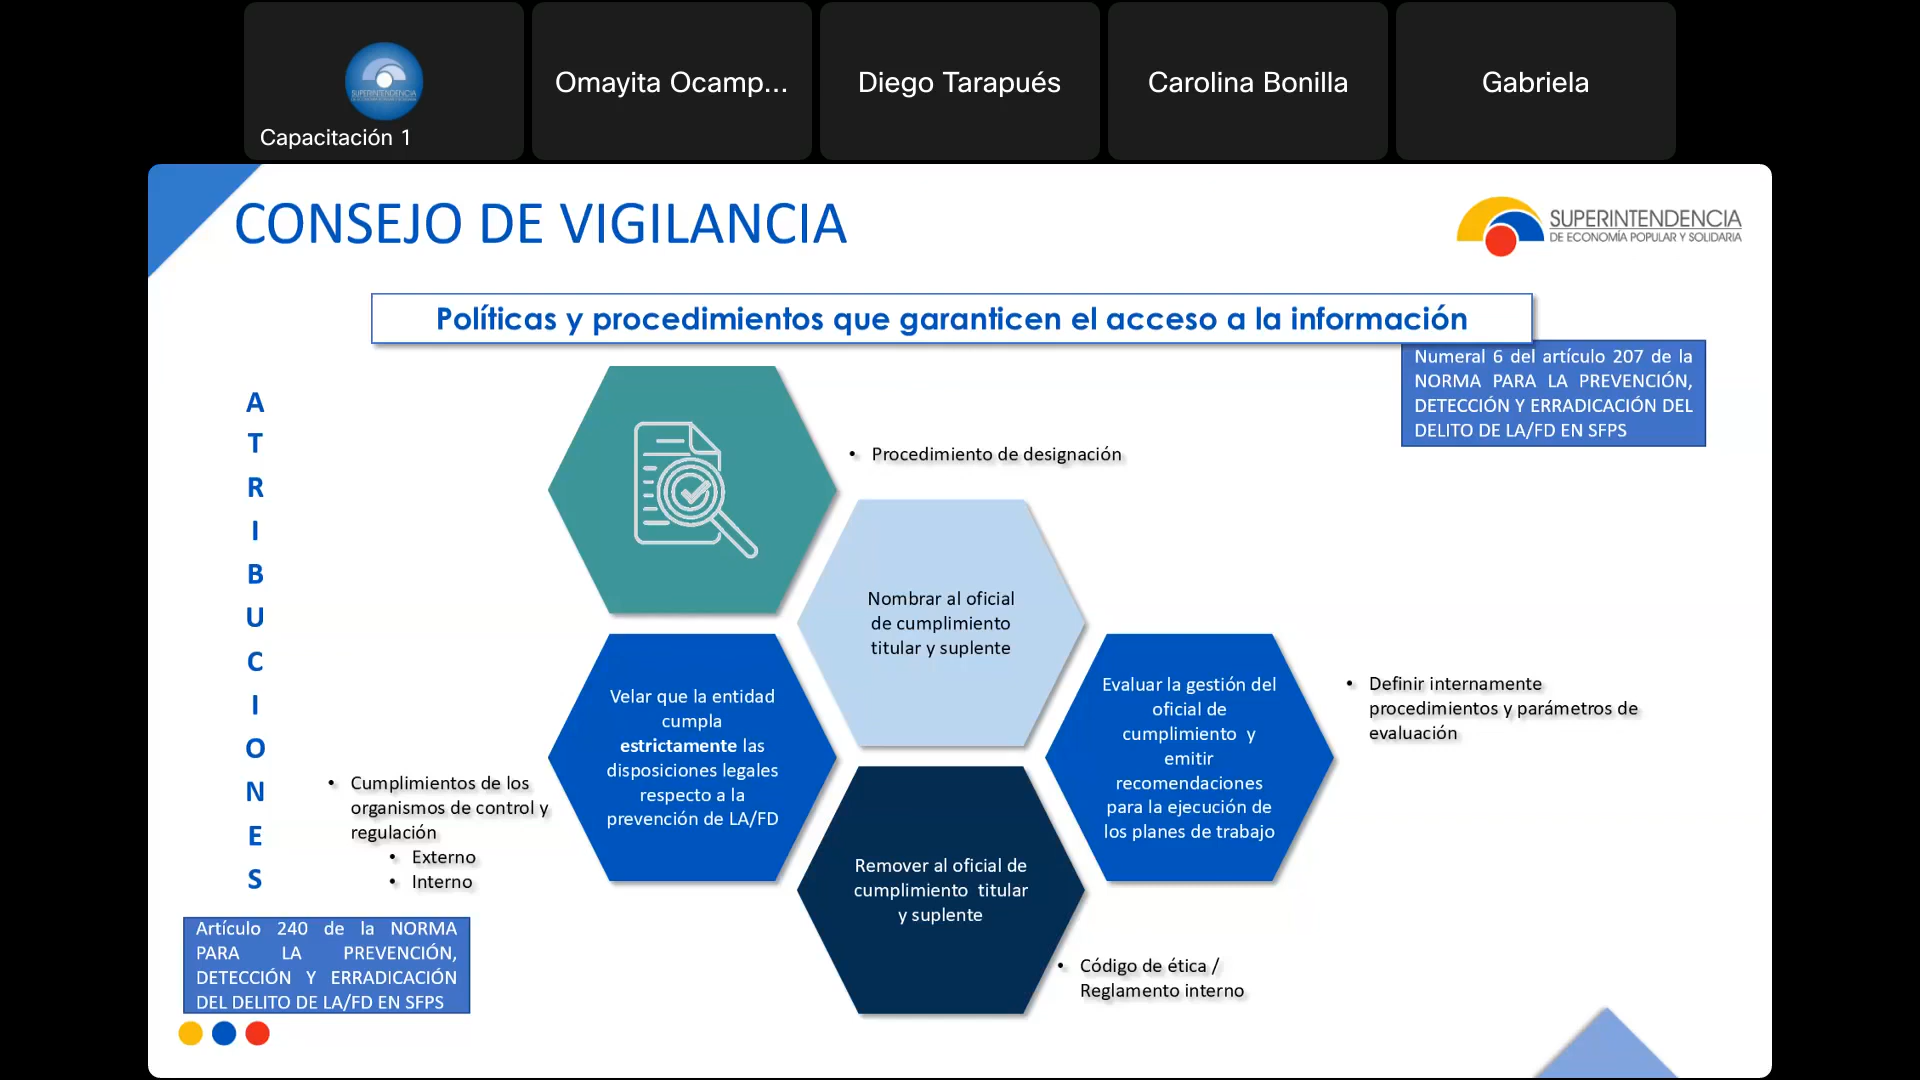 SUPERINTENDENCIA
Capacitación 1
Omayita Ocamp...
Diego Tarapués
Carolina Bonilla
Gabriela
CONSEJO DE VIGILANCIA
SUPERINTENDENCIA
DE ECONOMÍA POPULAR Y SOLIDARIA
Políticas y procedimientos que garanticen el acceso a la información
Numeral 6 del artículo 207 de la
NORMA PARA LA PREVENCIÓN,
DETECCIÓN Y ERRADICACIÓN DEL
DELITO DE LA/FD EN SFPS
A
T
R
I
B
U
C
I
O
N
E
S
• Procedimiento de designación
Nombrar al oficial
de cumplimiento
titular y suplente
Velar que la entidad
cumpla
estrictamente las
disposiciones legales
respecto a la
prevención de LA/FD
Evaluar la gestión del
oficial de
cumplimiento y
emitir
recomendaciones
para la ejecución de
los planes de trabajo
• Definir internamente
procedimientos y parámetros de
evaluación
• Cumplimientos de los
organismos de control y
regulación
• Externo
• Interno
Remover al oficial de
cumplimiento titular
y suplente
• Código de ética /
Reglamento interno
Artículo 240 de la NORMA
PARA LA PREVENCIÓN,
DETECCIÓN Y ERRADICACIÓN
DEL DELITO DE LA/FD EN SFPS